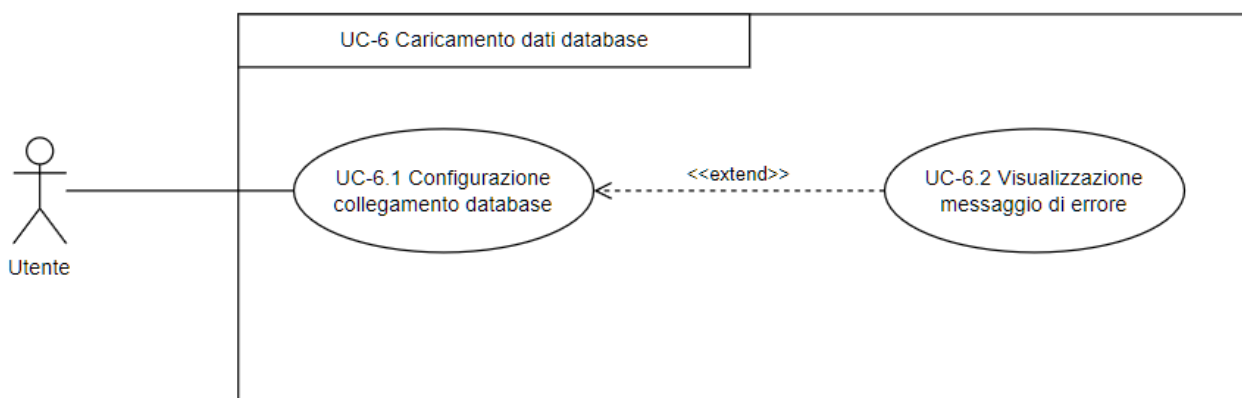 UC-6 Caricamento dati database
UC-6.1 Configurazione
collegamento database
<<extend>>
UC-6.2 Visualizzazione
messaggio di errore
Utente